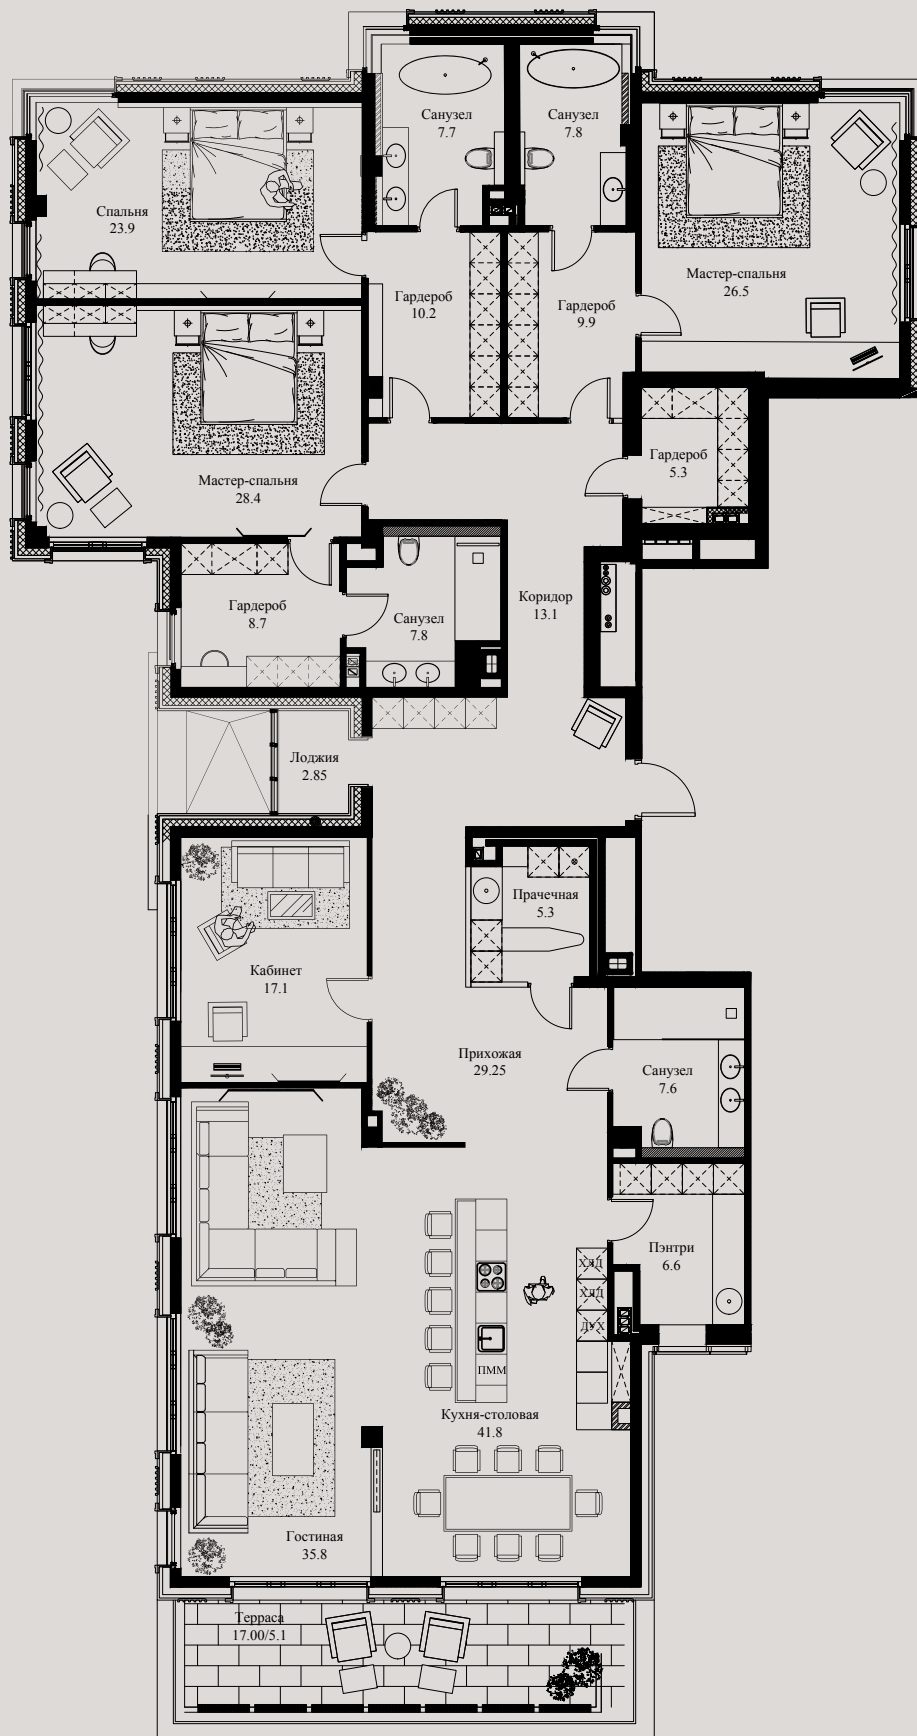 Санузел
7.7
Санузел
7.8
Спальня
23.9
Мастер-спальня
26.5
Гардероб
10.2
Гардероб
9.9
Гардероб
5.3
Мастер-спальня
28.4
Гардероб
8.7
Санузел
7.8
Коридор
13.1
Лоджия
2.85
Прачечная
5.3
Кабинет
17.1
Прихожая
29.25
Санузел
7.6
Пэнтри
6.6
ХЛД
ХЛД
ДУХ
ПММ
Кухня-столовая
41.8
Гостиная
35.8
Терраса
17.00/5.1